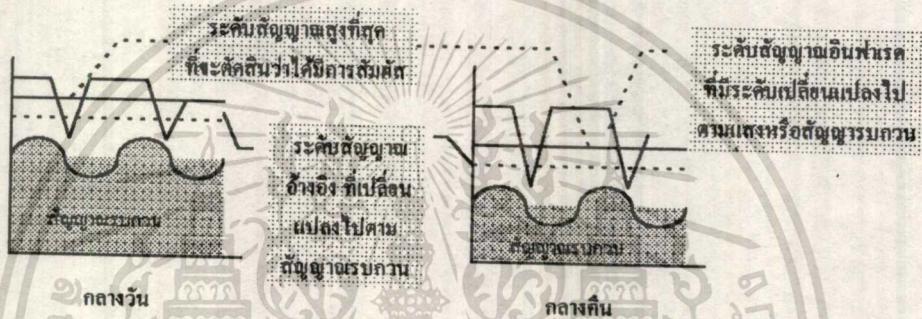 ระดับสัญญาณสูงที่สุด
ที่จะตัดสินว่าได้มีการสัมผัส
ระดับสัญญาณอินฟาเรด
ที่มีระดับเปลี่ยนแปลงไป
ตามแสงหรือสัญญารบกวน
ระดับสัญญาณ
อ้างอิง ที่เปลี่ยน
แปลงไปตาม
สัญญาณรบกวน
สัญญาณรบกวน
สัญญาณรบกวน
กลางวัน
กลางคืน